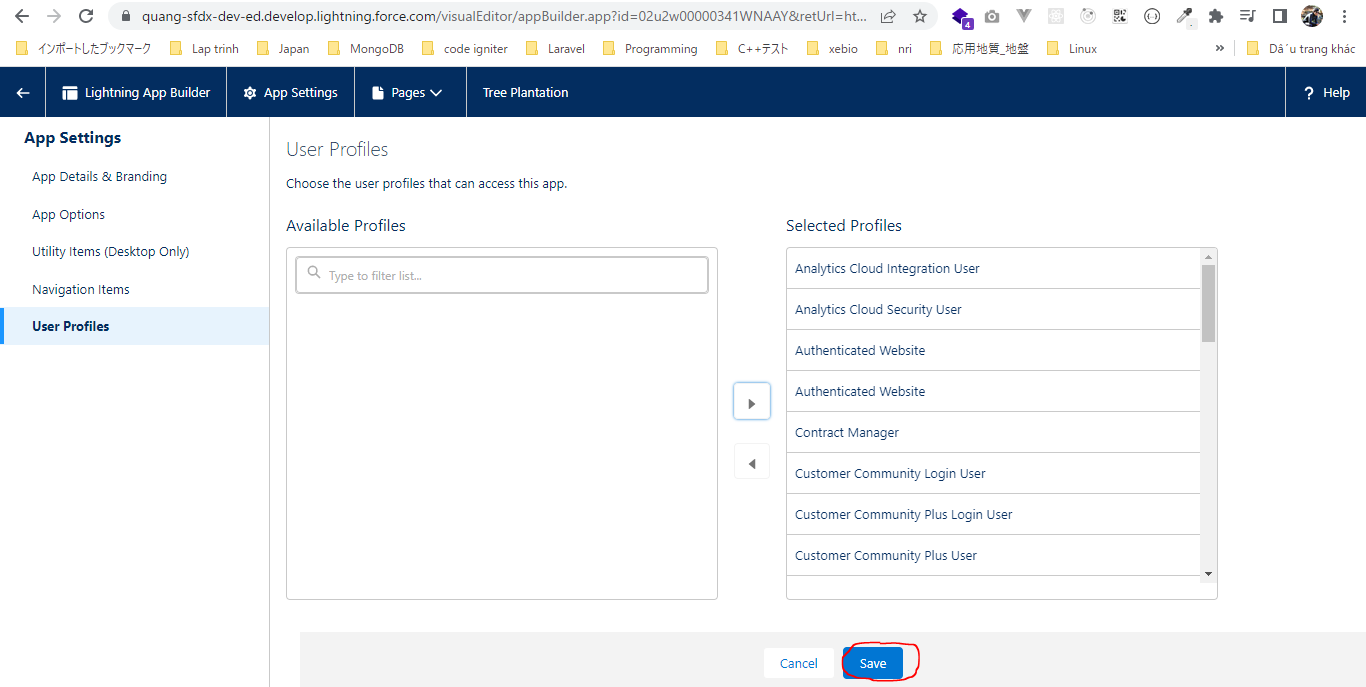 quang-sfdx-dev-ed.develop.lightning.force.com/visualEditor/appBuilder.app?id=02u2w00000341WNAAY&retUrl=ht...
4
インポートしたブックマーク Lap trinh Japan MongoDB code igniter Laravel Programming C++テスト xebio nri 応用地質_地盤 Linux » Dấu trang khác
Lightning App Builder App Settings Pages Tree Plantation ? Help
App Settings
App Details & Branding
App Options
Utility Items (Desktop Only)
Navigation Items
User Profiles
User Profiles
Choose the user profiles that can access this app.
Available Profiles
Type to filter list...
Selected Profiles
Analytics Cloud Integration User
Analytics Cloud Security User
Authenticated Website
Authenticated Website
Contract Manager
Customer Community Login User
Customer Community Plus Login User
Customer Community Plus User
Cancel Save